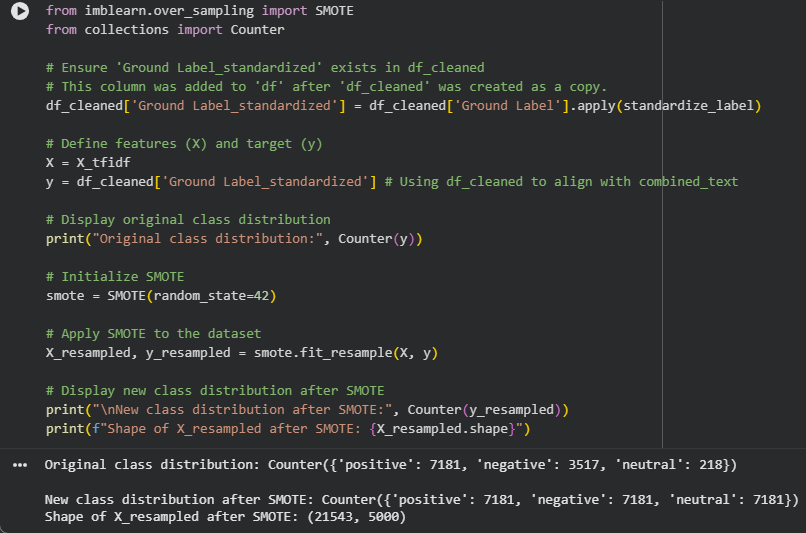 from imblearn.over_sampling import SMOTE
from collections import Counter
# Ensure 'Ground Label_standardized' exists in df_cleaned
# This column was added to 'df' after 'df_cleaned' was created as a copy.
df_cleaned['Ground Label_standardized'] = df_cleaned['Ground Label'].apply(standardize_label)
# Define features (X) and target (y)
X = X_tfidf
y = df_cleaned['Ground Label_standardized'] # Using df_cleaned to align with combined_text
# Display original class distribution
print("Original class distribution:", Counter(y))
# Initialize SMOTE
smote = SMOTE(random_state=42)
# Apply SMOTE to the dataset
X_resampled, y_resampled = smote.fit_resample(X, y)
# Display new class distribution after SMOTE
print("\nNew class distribution after SMOTE:", Counter(y_resampled))
print(f"Shape of X_resampled after SMOTE: {X_resampled.shape}")
Original class distribution: Counter({'positive': 7181, 'negative': 3517, 'neutral': 218})
New class distribution after SMOTE: Counter({'positive': 7181, 'negative': 7181, 'neutral': 7181})
Shape of X_resampled after SMOTE: (21543, 5000)